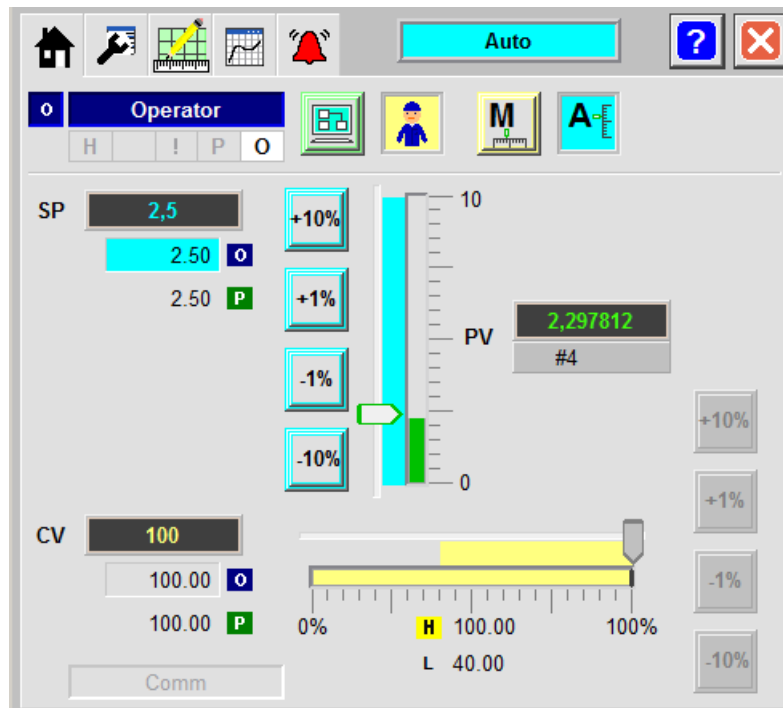 Auto
?
O Operator
H ! P O
M A
SP 2,5
2.50 O
2.50 P
+10%
+1%
-1%
-10%
10
0
PV 2,297812
#4
+10%
+1%
-1%
-10%
CV 100
100.00 O
100.00 P
0% H 100.00 100%
L 40.00
Comm